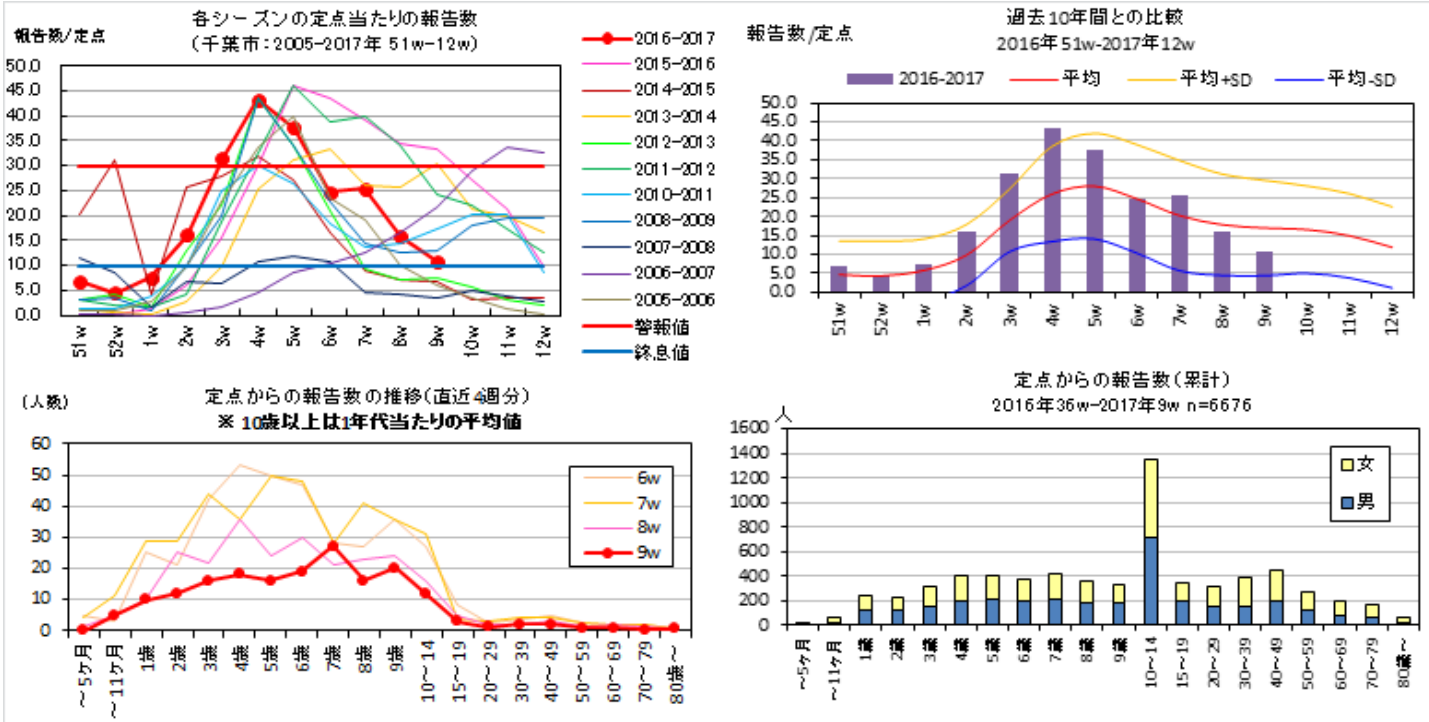 各シーズンの定点当たりの報告数
(千葉市:2005-2017年 51w-12w)
報告数/定点
50.0
45.0
40.0
35.0
30.0
25.0
20.0
15.0
10.0
5.0
0.0
51w
52w
1w
2w
3w
4w
5w
6w
7w
8w
9w
10w
11w
12w
2016-2017
2015-2016
2014-2015
2013-2014
2012-2013
2011-2012
2010-2011
2008-2009
2007-2008
2006-2007
2005-2006
警報値
終息値
過去10年間との比較
2016年51w-2017年12w
報告数/定点
2016-2017
平均
平均+SD
平均-SD
50.0
45.0
40.0
35.0
30.0
25.0
20.0
15.0
10.0
5.0
0.0
51w
52w
1w
2w
3w
4w
5w
6w
7w
8w
9w
10w
11w
12w
定点からの報告数の推移(直近4週分)
※ 10歳以上は1年代当たりの平均値
(人数)
60
50
40
30
20
10
0
6w
7w
8w
9w
~5ヶ月
~11ヶ月
1歳
2歳
3歳
4歳
5歳
6歳
7歳
8歳
9歳
10~14
15~19
20~29
30~39
40~49
50~59
60~69
70~79
80歳~
定点からの報告数(累計)
2016年36w-2017年9w n=6676
人
1600
1400
1200
1000
800
600
400
200
0
女
男
~5ヶ月
~11ヶ月
1歳
2歳
3歳
4歳
5歳
6歳
7歳
8歳
9歳
10~14
15~19
20~29
30~39
40~49
50~59
60~69
70~79
80歳~